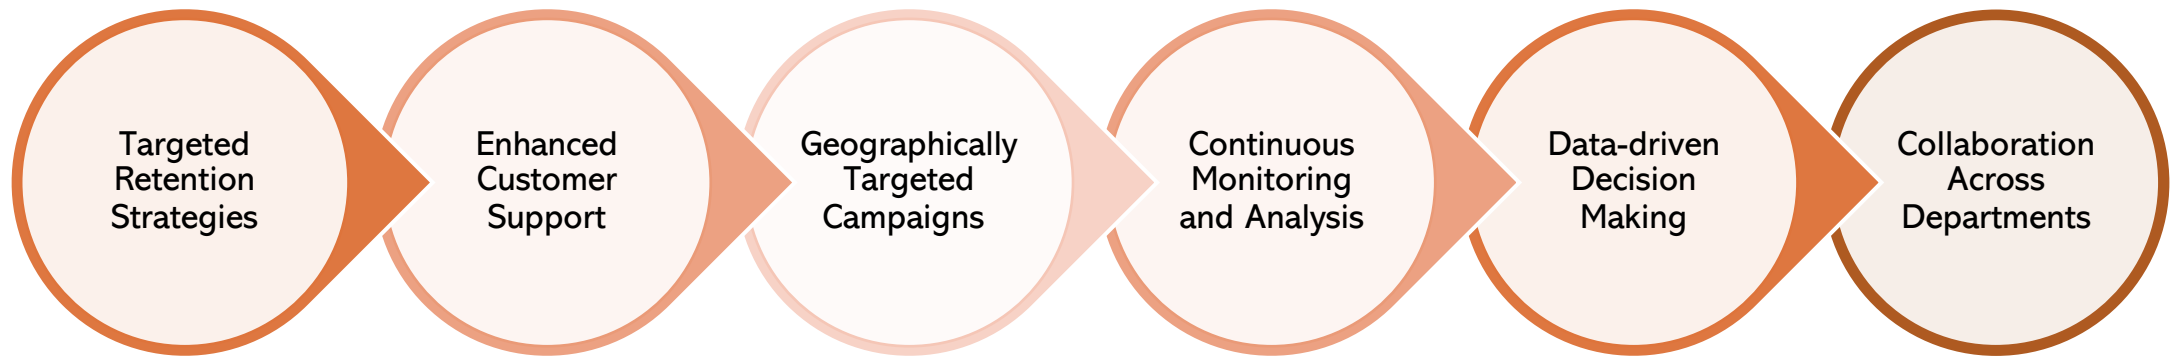 Targeted
Retention
Strategies
Enhanced
Customer
Support
Geographically
Targeted
Campaigns
Continuous
Monitoring
and Analysis
Data-driven
Decision
Making
Collaboration
Across
Departments